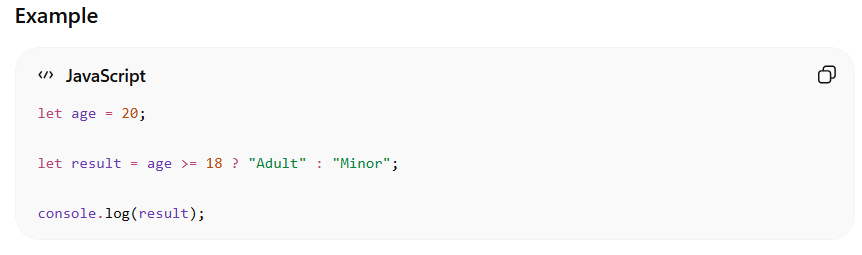 Example
JavaScript
let age = 20;
let result = age >= 18 ? "Adult" : "Minor";
console.log(result);